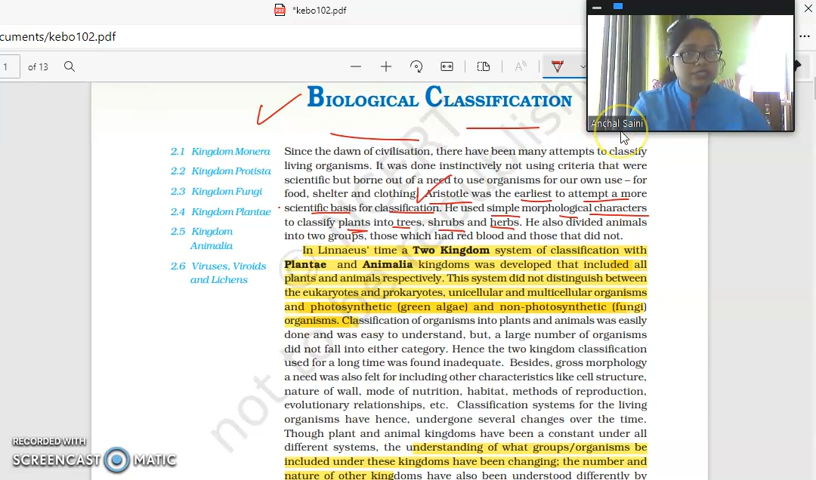 *kebo102.pdf
cuments/kebo102.pdf
1 of 13
Anchal Saini
BIOLOGICAL CLASSIFICATION
2.1 Kingdom Monera
2.2 Kingdom Protista
2.3 Kingdom Fungi
2.4 Kingdom Plantae
2.5 Kingdom
Animalia
2.6 Viruses, Viroids
and Lichens
Since the dawn of civilisation, there have been many attempts to classify
living organisms. It was done instinctively not using criteria that were
scientific but borne out of a need to use organisms for our own use – for
food, shelter and clothing. Aristotle was the earliest to attempt a more
scientific basis for classification. He used simple morphological characters
to classify plants into trees, shrubs and herbs. He also divided animals
into two groups, those which had red blood and those that did not.
In Linnaeus' time a Two Kingdom system of classification with
Plantae and Animalia kingdoms was developed that included all
plants and animals respectively. This system did not distinguish between
the eukaryotes and prokaryotes, unicellular and multicellular organisms
and photosynthetic (green algae) and non-photosynthetic (fungi)
organisms. Classification of organisms into plants and animals was easily
done and was easy to understand, but, a large number of organisms
did not fall into either category. Hence the two kingdom classification
used for a long time was found inadequate. Besides, gross morphology
a need was also felt for including other characteristics like cell structure,
nature of wall, mode of nutrition, habitat, methods of reproduction,
evolutionary relationships, etc. Classification systems for the living
organisms have hence, undergone several changes over the time.
Though plant and animal kingdoms have been a constant under all
different systems, the understanding of what groups/organisms be
included under these kingdoms have been changing; the number and
nature of other kingdoms have also been understood differently by
not to
RECORDED WITH
SCREENCAST MATIC